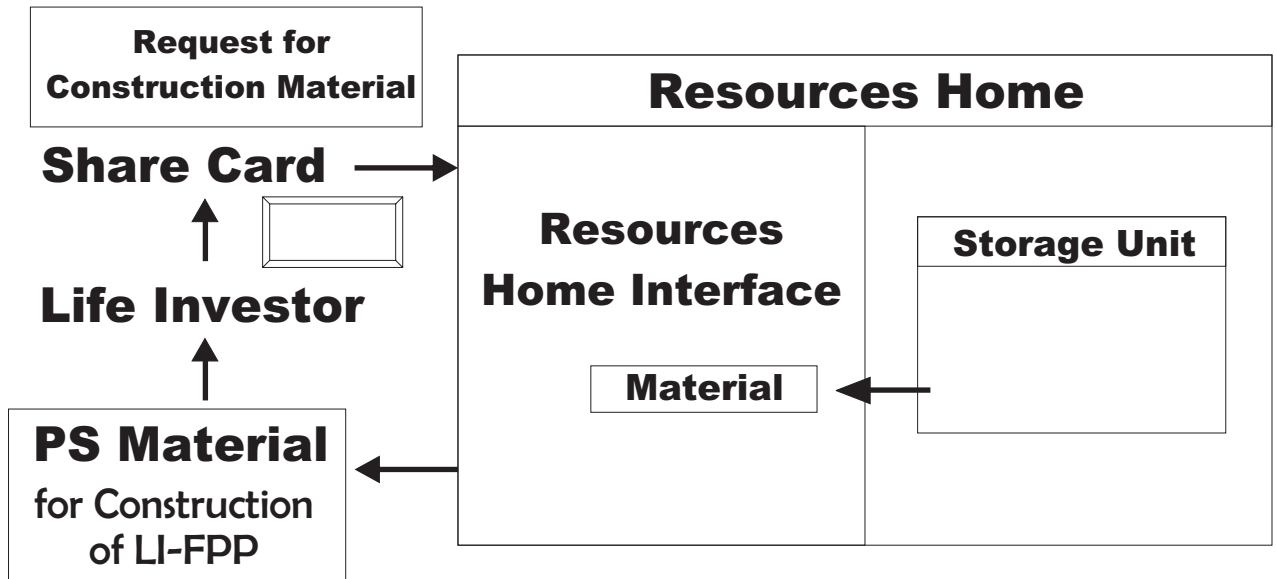 Request for
Construction Material
Share Card
Life Investor
PS Material
for Construction
of LI-FPP
Resources Home
Resources
Home Interface
Material
Storage Unit